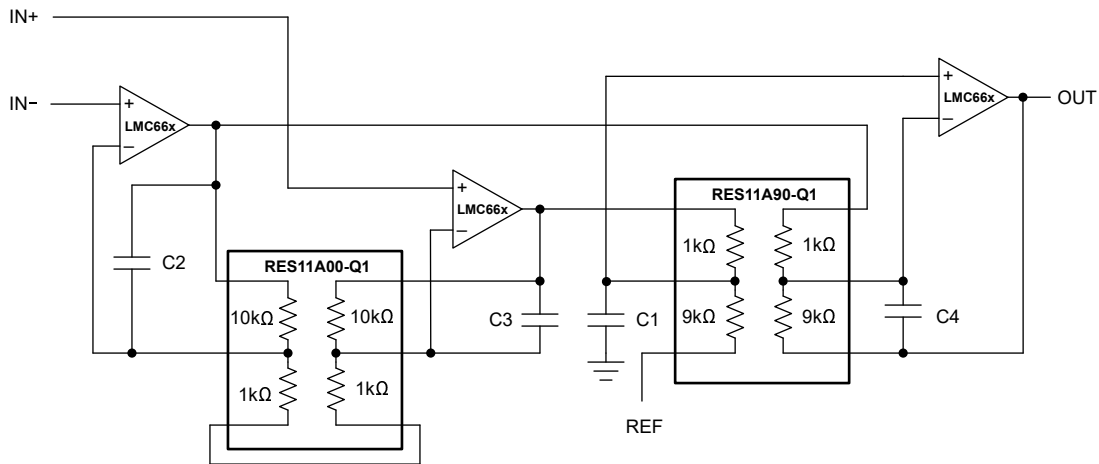 IN+
IN−
+
LMC66x
−
+
LMC66x
−
+
LMC66x
−
OUT
C2
RES11A00-Q1
10kΩ
10kΩ
1kΩ
1kΩ
C3
C1
RES11A90-Q1
1kΩ
1kΩ
9kΩ
9kΩ
C4
REF